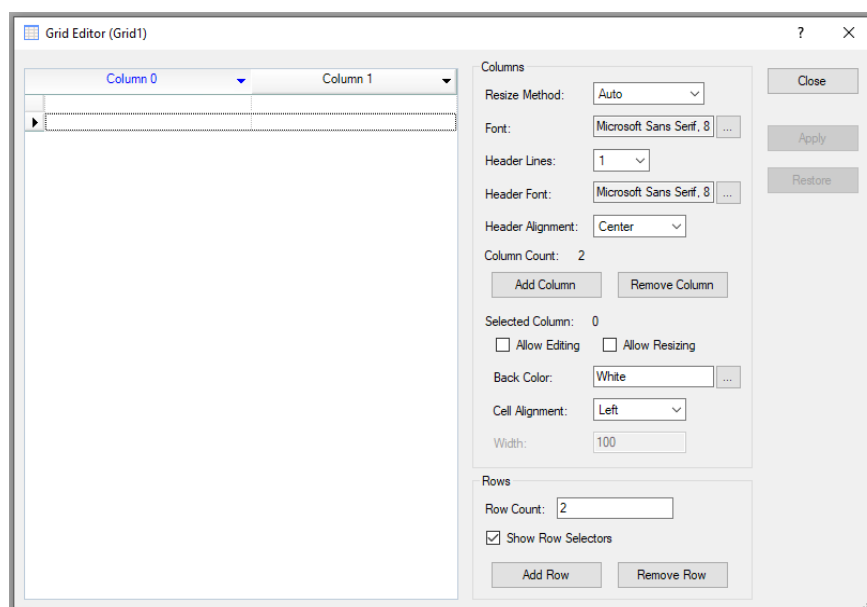 Grid Editor (Grid1)
?
Column 0
Column 1
Columns
Resize Method: Auto
Font: Microsoft Sans Serif, 8 ...
Header Lines: 1
Header Font: Microsoft Sans Serif, 8 ...
Header Alignment: Center
Column Count: 2
Add Column Remove Column
Selected Column: 0
Allow Editing Allow Resizing
Back Color: White ...
Cell Alignment: Left
Width: 100
Rows
Row Count: 2
Show Row Selectors
Add Row Remove Row
Close
Apply
Restore